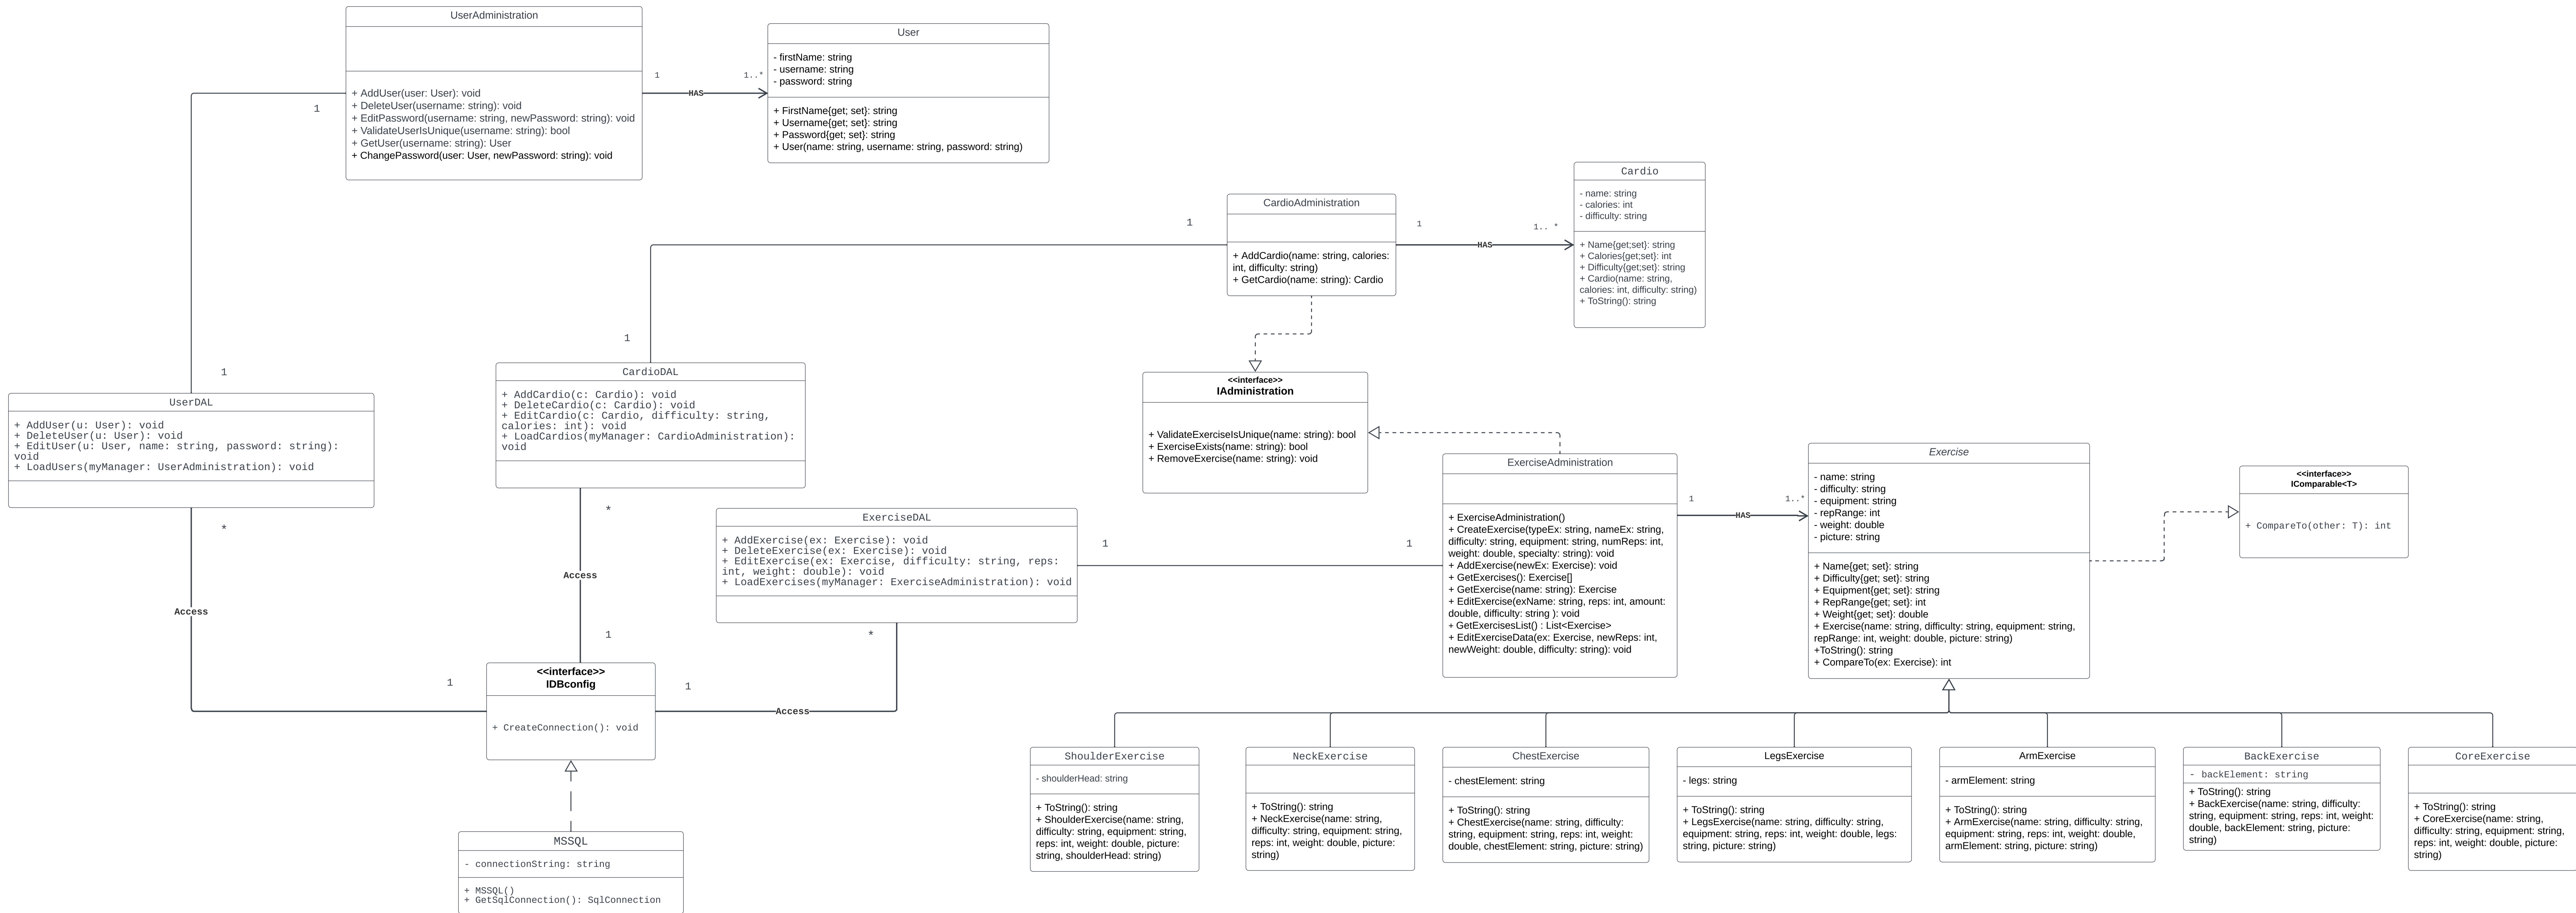 UserAdministration
+ AddUser(user: User): void
+ DeleteUser(username: string): void
+ EditPassword(username: string, newPassword: string): void
+ ValidateUserIsUnique(username: string): bool
+ GetUser(username: string): User
+ ChangePassword(user: User, newPassword: string): void
1
1..*
HAS
1
1
User
- firstName: string
- username: string
- password: string
+ FirstName{get; set}: string
+ Username{get; set}: string
+ Password{get; set}: string
+ User(name: string, username: string, password: string)
CardioAdministration
+ AddCardio(name: string, calories:
int, difficulty: string)
+ GetCardio(name: string): Cardio
1
1.. *
HAS
1
1
Cardio
- name: string
- calories: int
- difficulty: string
+ Name{get;set}: string
+ Calories{get;set}: int
+ Difficulty{get;set}: string
+ Cardio(name: string,
calories: int, difficulty: string)
+ ToString(): string
UserDAL
+ AddUser(u: User): void
+ DeleteUser(u: User): void
+ EditUser(u: User, name: string, password: string):
void
+ LoadUsers(myManager: UserAdministration): void
*
Access
1
CardioDAL
+ AddCardio(c: Cardio): void
+ DeleteCardio(c: Cardio): void
+ EditCardio(c: Cardio, difficulty: string,
calories: int): void
+ LoadCardios(myManager: CardioAdministration):
void
*
Access
1
<<interface>>
IAdministration
+ ValidateExerciseIsUnique(name: string): bool
+ ExerciseExists(name: string): bool
+ RemoveExercise(name: string): void
ExerciseDAL
+ AddExercise(ex: Exercise): void
+ DeleteExercise(ex: Exercise): void
+ EditExercise(ex: Exercise, difficulty: string, reps:
int, weight: double): void
+ LoadExercises(myManager: ExerciseAdministration): void
1
1
*
Access
1
ExerciseAdministration
+ ExerciseAdministration()
+ CreateExercise(typeEx: string, nameEx: string,
difficulty: string, equipment: string, numReps: int,
weight: double, specialty: string): void
+ AddExercise(newEx: Exercise): void
+ GetExercises(): Exercise[]
+ GetExercise(name: string): Exercise
+ EditExercise(exName: string, reps: int, amount:
double, difficulty: string ): void
+ GetExercisesList() : List<Exercise>
+ EditExerciseData(ex: Exercise, newReps: int,
newWeight: double, difficulty: string): void
1
1..*
HAS
Exercise
- name: string
- difficulty: string
- equipment: string
- repRange: int
- weight: double
- picture: string
+ Name{get; set}: string
+ Difficulty{get; set}: string
+ Equipment{get; set}: string
+ RepRange{get; set}: int
+ Weight{get; set}: double
+ Exercise(name: string, difficulty: string, equipment: string,
repRange: int, weight: double, picture: string)
+ToString(): string
+ CompareTo(ex: Exercise): int
<<interface>>
IComparable<T>
+ CompareTo(other: T): int
<<interface>>
IDBconfig
+ CreateConnection(): void
MSSQL
- connectionString: string
+ MSSQL()
+ GetSqlConnection(): SqlConnection
ShoulderExercise
- shoulderHead: string
+ ToString(): string
+ ShoulderExercise(name: string,
difficulty: string, equipment: string,
reps: int, weight: double, picture:
string, shoulderHead: string)
NeckExercise
+ ToString(): string
+ NeckExercise(name: string,
difficulty: string, equipment: string,
reps: int, weight: double, picture:
string)
ChestExercise
- chestElement: string
+ ToString(): string
+ ChestExercise(name: string, difficulty:
string, equipment: string, reps: int, weight:
double, chestElement: string, picture: string)
LegsExercise
- legs: string
+ ToString(): string
+ LegsExercise(name: string, difficulty: string,
equipment: string, reps: int, weight: double, legs:
string, picture: string)
ArmExercise
- armElement: string
+ ToString(): string
+ ArmExercise(name: string, difficulty: string,
equipment: string, reps: int, weight: double,
armElement: string, picture: string)
BackExercise
- backElement: string
+ ToString(): string
+ BackExercise(name: string, difficulty:
string, equipment: string, reps: int, weight:
double, backElement: string, picture:
string)
CoreExercise
+ ToString(): string
+ CoreExercise(name: string,
difficulty: string, equipment: string,
reps: int, weight: double, picture:
string)